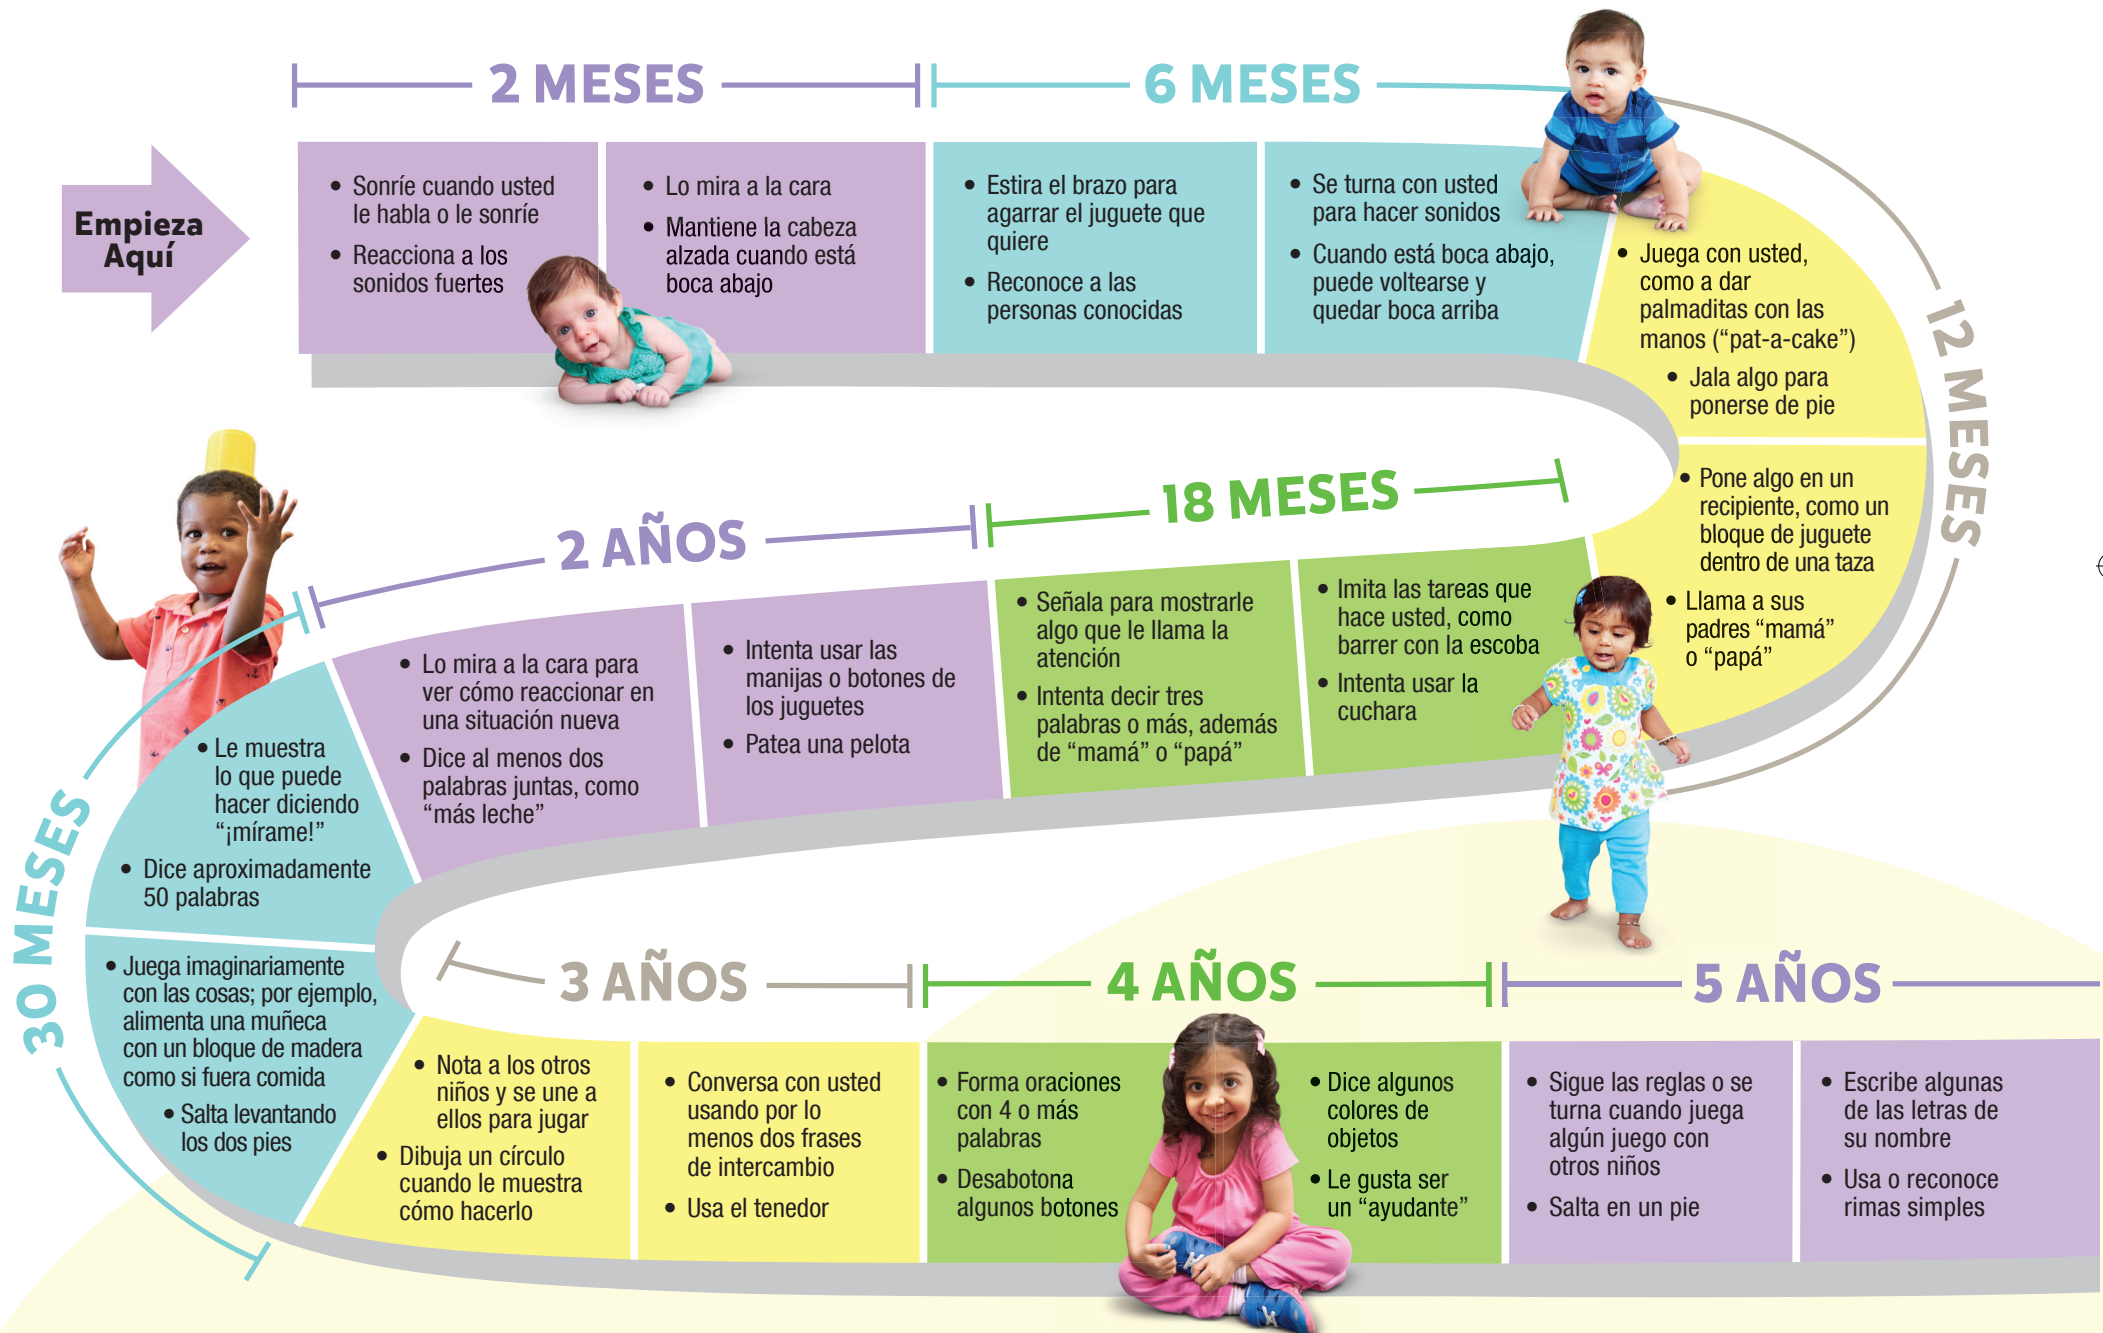 2 MESES
6 MESES
Empieza
Aquí
• Sonríe cuando usted
le habla o le sonríe
• Reacciona a los
sonidos fuertes
• Lo mira a la cara
• Mantiene la cabeza
alzada cuando está
boca abajo
• Estira el brazo para
agarrar el juguete que
quiere
• Reconoce a las
personas conocidas
• Se turna con usted
para hacer sonidos
• Cuando está boca abajo,
puede voltearse y
quedar boca arriba
12 MESES
• Juega con usted,
como a dar
palmaditas con las
manos (“pat-a-cake”)
• Jala algo para
ponerse de pie
• Pone algo en un
recipiente, como un
bloque de juguete
dentro de una taza
• Llama a sus
padres “mamá”
o “papá”
18 MESES
• Señala para mostrarle
algo que le llama la
atención
• Intenta decir tres
palabras o más, además
de “mamá” o “papá”
• Imita las tareas que
hace usted, como
barrer con la escoba
• Intenta usar la
cuchara
2 AÑOS
• Lo mira a la cara para
ver cómo reaccionar en
una situación nueva
• Dice al menos dos
palabras juntas, como
“más leche”
• Intenta usar las
manijas o botones de
los juguetes
• Patea una pelota
30 MESES
• Le muestra
lo que puede
hacer diciendo
“¡mírame!”
• Dice aproximadamente
50 palabras
• Juega imaginariamente
con las cosas; por ejemplo,
alimenta una muñeca
con un bloque de madera
como si fuera comida
• Salta levantando
los dos pies
3 AÑOS
• Nota a los otros
niños y se une a
ellos para jugar
• Dibuja un círculo
cuando le muestra
cómo hacerlo
• Conversa con usted
usando por lo
menos dos frases
de intercambio
• Usa el tenedor
4 AÑOS
• Forma oraciones
con 4 o más
palabras
• Desabotona
algunos botones
• Dice algunos
colores de
objetos
• Le gusta ser
un “ayudante”
5 AÑOS
• Sigue las reglas o se
turna cuando juega
algún juego con
otros niños
• Salta en un pie
• Escribe algunas
de las letras de
su nombre
• Usa o reconoce
rimas simples